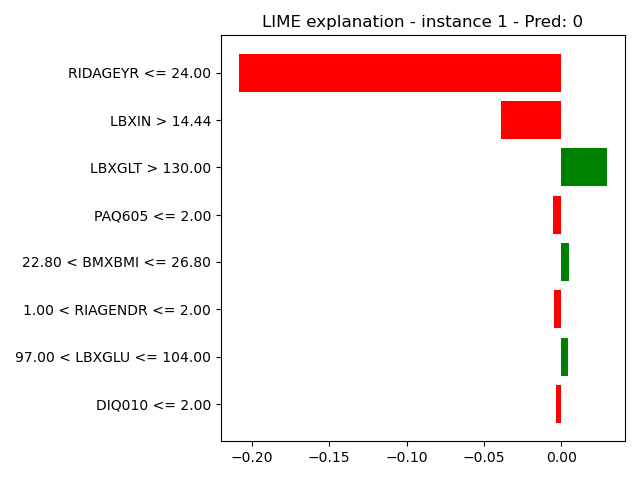 LIME explanation - instance 1 - Pred: 0
RIDAGEYR <= 24.00
LBXIN > 14.44
LBXGLT > 130.00
PAQ605 <= 2.00
22.80 < BMXBMI <= 26.80
1.00 < RIAGENDR <= 2.00
97.00 < LBXGLU <= 104.00
DIQ010 <= 2.00
−0.20 −0.15 −0.10 −0.05 0.00